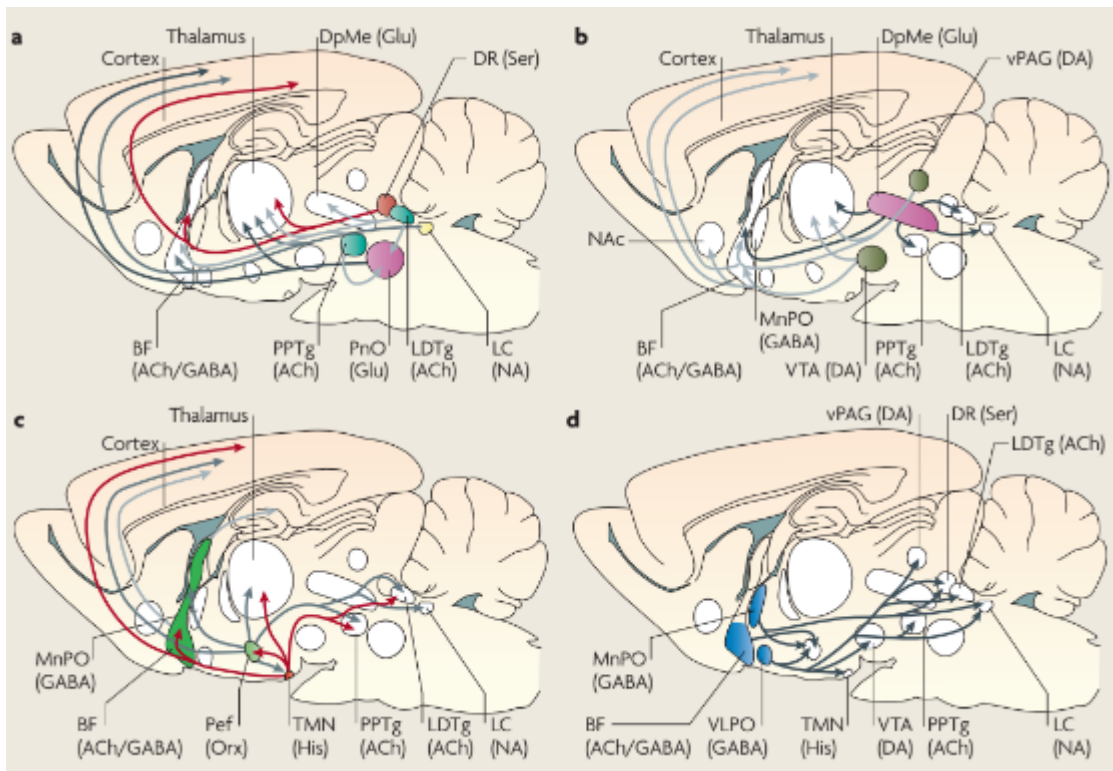 a
Thalamus
DpMe (Glu)
Cortex
DR (Ser)
BF
(ACh/GABA)
PPTg
(ACh)
PnO
(Glu)
LDTg
(ACh)
LC
(NA)
b
Thalamus
DpMe (Glu)
Cortex
vPAG (DA)
NAc
MnPO
(GABA)
BF
(ACh/GABA)
VTA (DA)
PPTg
(ACh)
LDTg
(ACh)
LC
(NA)
c
Thalamus
Cortex
MnPO
(GABA)
BF
(ACh/GABA)
Pef
(Orx)
TMN
(His)
PPTg
(ACh)
LDTg
(ACh)
LC
(NA)
d
vPAG (DA)
DR (Ser)
LDTg (ACh)
MnPO
(GABA)
BF
(ACh/GABA)
VLPO
(GABA)
TMN
(His)
VTA
(DA)
PPTg
(ACh)
LC
(NA)